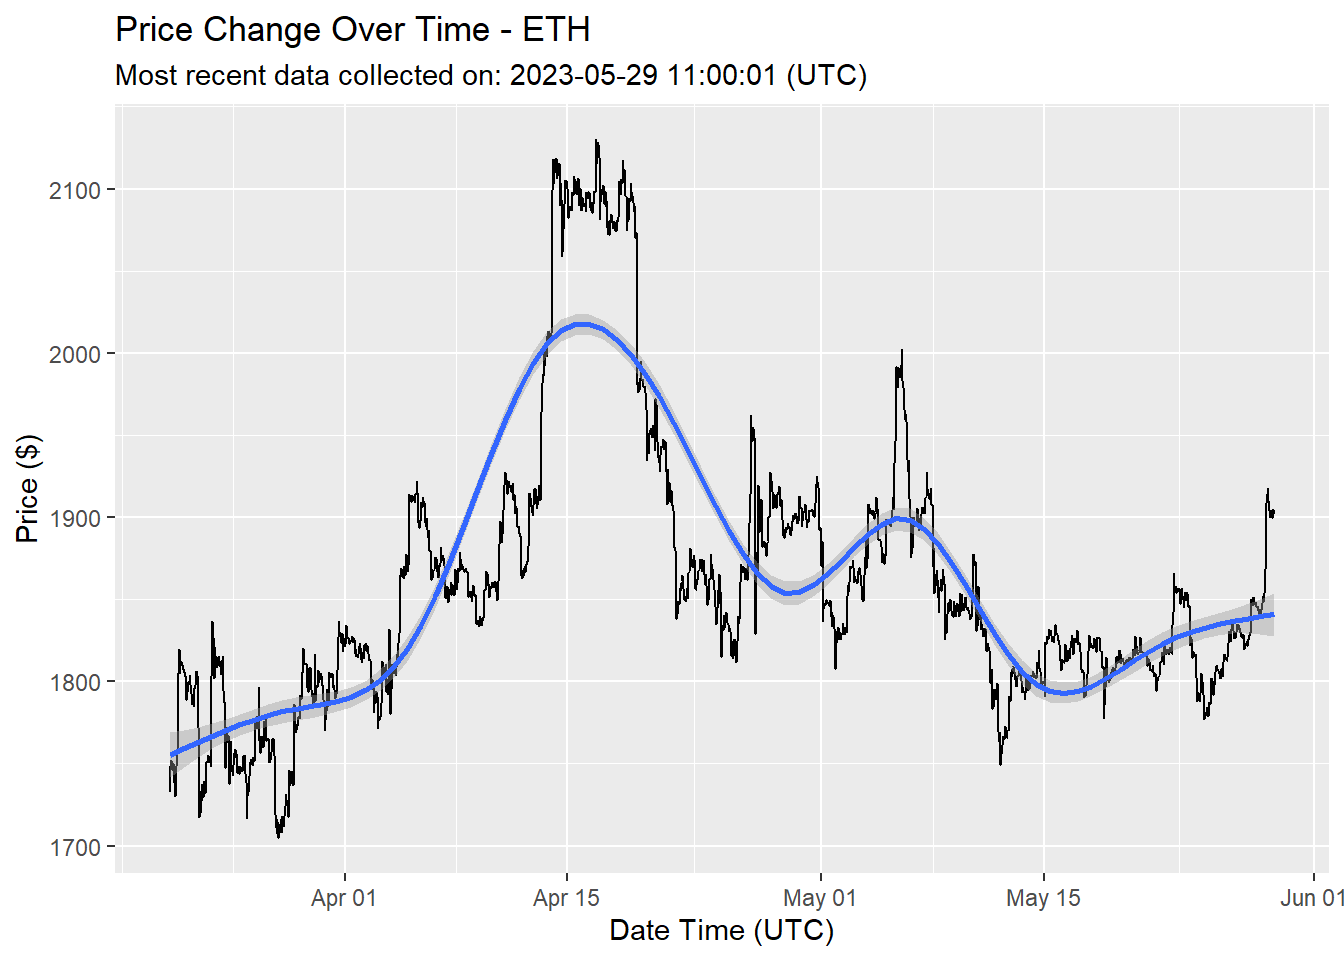 Price Change Over Time - ETH
Most recent data collected on: 2023-05-29 11:00:01 (UTC)
Price ($)
2100
2000
1900
1800
1700
Apr 01
Apr 15
May 01
May 15
Jun 01
Date Time (UTC)